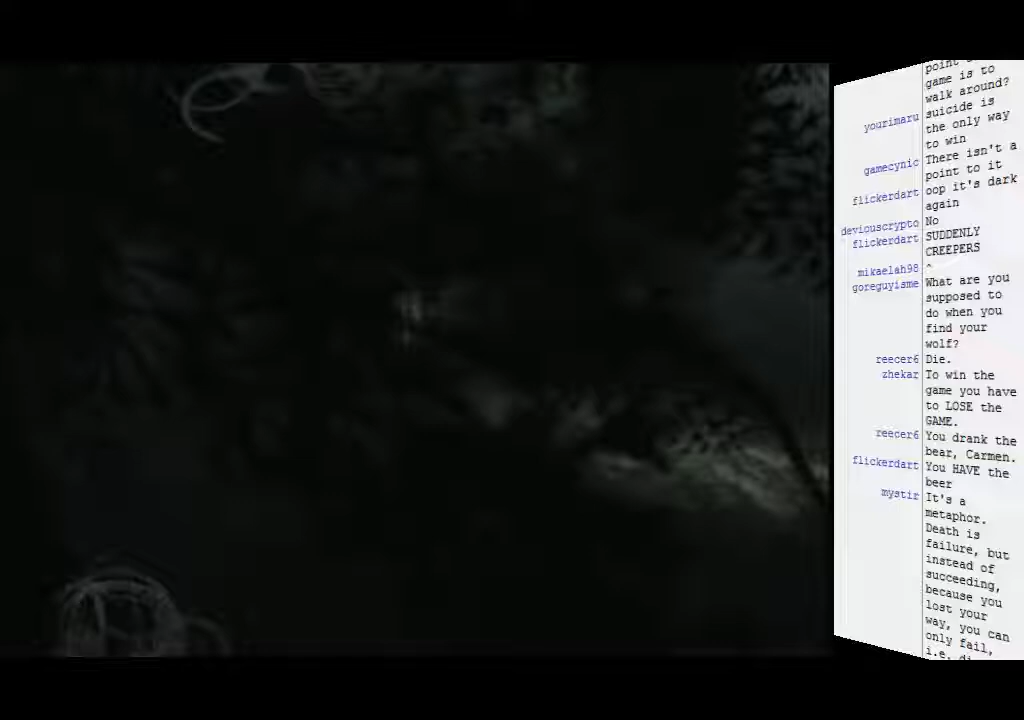 point
game is to
walk around?
yourimaru suicide is
the only way
to win
gamecynic There isn't a
point to it
flickerdart oop it's dark
again
deviouscrypto No
flickerdart SUDDENLY
CREEPERS
mikaelah98 ^
goreguyisme What are you
supposed to
do when you
find your
wolf?
reecer6 Die.
zhekar To win the
game you have
to LOSE the
GAME.
reecer6 You drank the
bear, Carmen.
flickerdart You HAVE the
beer
mystir It's a
metaphor.
Death is
failure, but
instead of
succeeding,
because you
lost your
way, you can
only fail,
i.e.